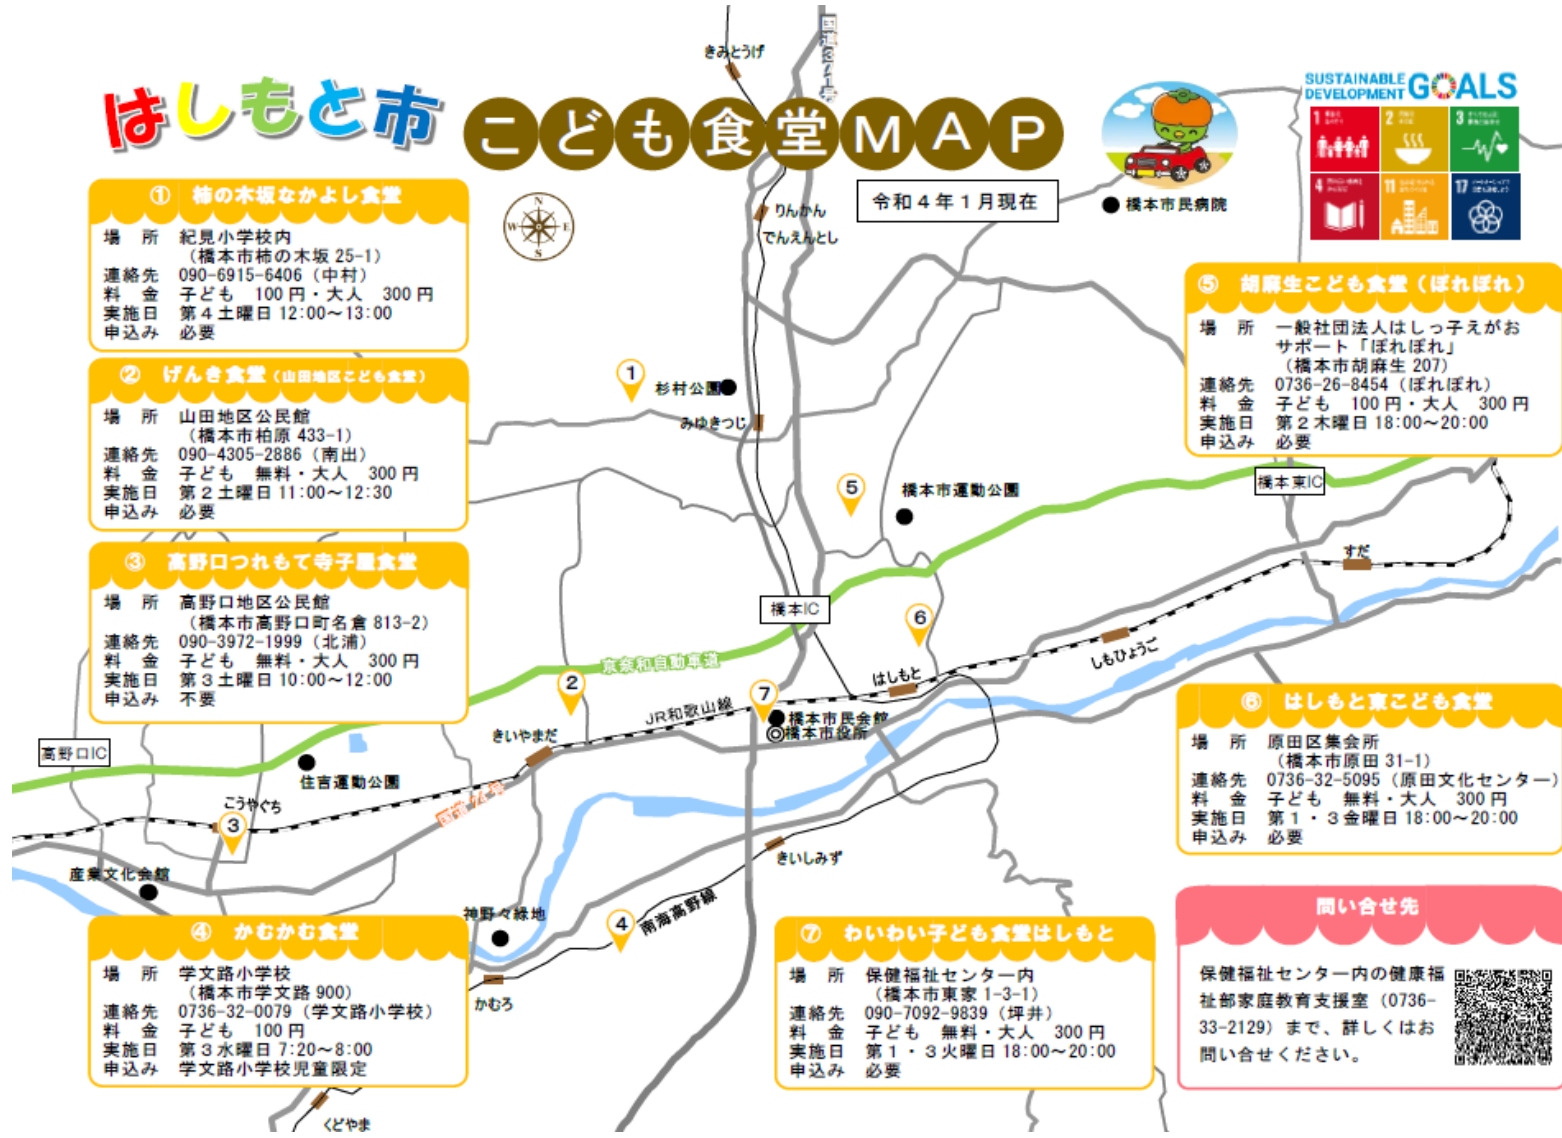 はしもと市 こども食堂MAP
令和4年1月現在
SUSTAINABLE
DEVELOPMENT GOALS
1
2
3
4
11
17
① 柿の木坂なかよし食堂
場 所 紀見小学校内
（橋本市柿の木坂 25-1）
連絡先 090-6915-6406（中村）
料 金 子ども 100 円・大人 300 円
実施日 第４土曜日 12:00～13:00
申込み 必要
② げんき食堂（山田地区こども食堂）
場 所 山田地区公民館
（橋本市柏原 433-1）
連絡先 090-4305-2886（南出）
料 金 子ども 無料・大人 300 円
実施日 第２土曜日 11:00～12:30
申込み 必要
③ 高野口つれもて寺子屋食堂
場 所 高野口地区公民館
（橋本市高野口町名倉 813-2）
連絡先 090-3972-1999（北浦）
料 金 子ども 無料・大人 300 円
実施日 第３土曜日 10:00～12:00
申込み 不要
④ かむかむ食堂
場 所 学文路小学校
（橋本市学文路 900）
連絡先 0736-32-0079（学文路小学校）
料 金 子ども 100 円
実施日 第３水曜日 7:20～8:00
申込み 学文路小学校児童限定
⑤ 胡麻生こども食堂（ぽれぽれ）
場 所 一般社団法人はしっ子えがお
サポート「ぽれぽれ」
（橋本市胡麻生 207）
連絡先 0736-26-8454（ぽれぽれ）
料 金 子ども 100 円・大人 300 円
実施日 第２木曜日 18:00～20:00
申込み 必要
⑥ はしもと東こども食堂
場 所 原田区集会所
（橋本市原田 31-1）
連絡先 0736-32-5095（原田文化センター）
料 金 子ども 無料・大人 300 円
実施日 第１・３金曜日 18:00～20:00
申込み 必要
⑦ わいわい子ども食堂はしもと
場 所 保健福祉センター内
（橋本市東家 1-3-1）
連絡先 090-7092-9839（坪井）
料 金 子ども 無料・大人 300 円
実施日 第１・３火曜日 18:00～20:00
申込み 必要
問い合せ先
保健福祉センター内の健康福
祉部家庭教育支援室（0736-
33-2129）まで、詳しくはお
問い合せください。
きみとうげ
N
W E
S
橋本市民病院
りんかん
でんえんとし
1
杉村公園
みゆきつじ
5
橋本市運動公園
橋本東IC
すだ
橋本IC
6
京奈和自動車道
しもひょうご
はしもと
2
7
JR和歌山線
橋本市民会館
橋本市役所
きいやまだ
高野口IC
住吉運動公園
こうやぐち
3
産業文化会館
きいしみず
神野々緑地
4
南海高野線
かむろ
くどやま